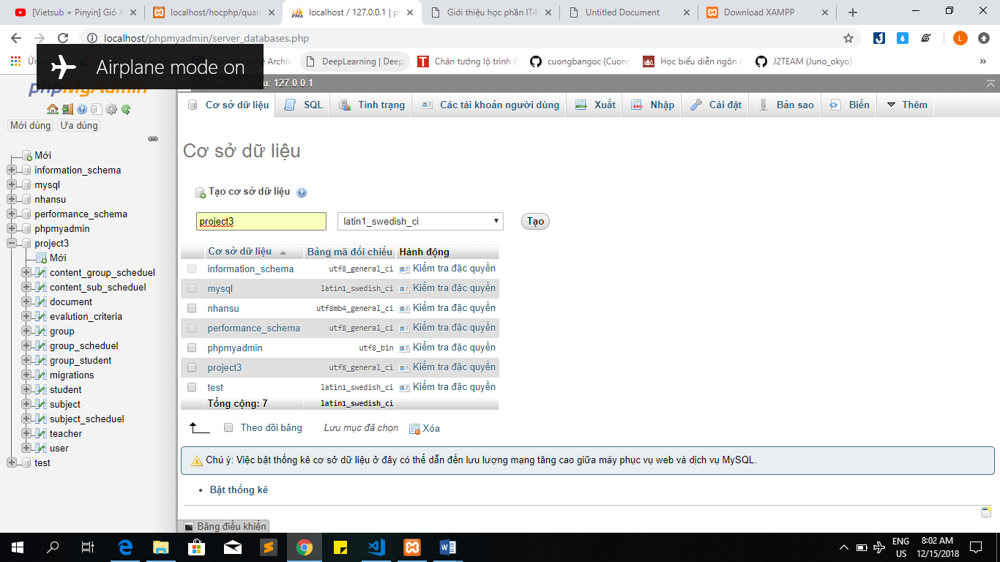 [Vietsub + Pinyin] Gió X
localhost/hocphp/quan
localhost / 127.0.0.1 | ph
Giới thiệu học phần IT4
Untitled Document
Download XAMPP
localhost/phpmyadmin/server_databases.php
L
Airplane mode on
Archiv
DeepLearning | Deep
Chân tướng lộ trình
cuongbangoc (Cuong
Học biểu diễn ngôn
J2TEAM (Juno_okyo)
phpMyAdmin
127.0.0.1
Cơ sở dữ liệu
SQL
Tình trạng
Các tài khoản người dùng
Xuất
Nhập
Cài đặt
Bản sao
Biến
Thêm
Mới dùng
Ưa dùng
Mới
information_schema
mysql
nhansu
performance_schema
phpmyadmin
project3
Mới
content_group_scheduel
content_sub_scheduel
document
evalution_criteria
group
group_scheduel
group_student
migrations
student
subject
subject_scheduel
teacher
user
test
Cơ sở dữ liệu
Tạo cơ sở dữ liệu
project3
latin1_swedish_ci
Tạo
Cơ sở dữ liệu Bảng mã đối chiếu Hành động
information_schema utf8_general_ci Kiểm tra đặc quyền
mysql latin1_swedish_ci Kiểm tra đặc quyền
nhansu utf8mb4_general_ci Kiểm tra đặc quyền
performance_schema utf8_general_ci Kiểm tra đặc quyền
phpmyadmin utf8_bin Kiểm tra đặc quyền
project3 utf8_general_ci Kiểm tra đặc quyền
test latin1_swedish_ci Kiểm tra đặc quyền
Tổng cộng: 7 latin1_swedish_ci
Theo dõi bảng
Lưu mục đã chọn
Xóa
Chú ý: Việc bật thống kê cơ sở dữ liệu ở đây có thể dẫn đến lưu lượng mạng tăng cao giữa máy phục vụ web và dịch vụ MySQL.
Bật thống kê
Bảng điều khiển
ENG
US
8:02 AM
12/15/2018